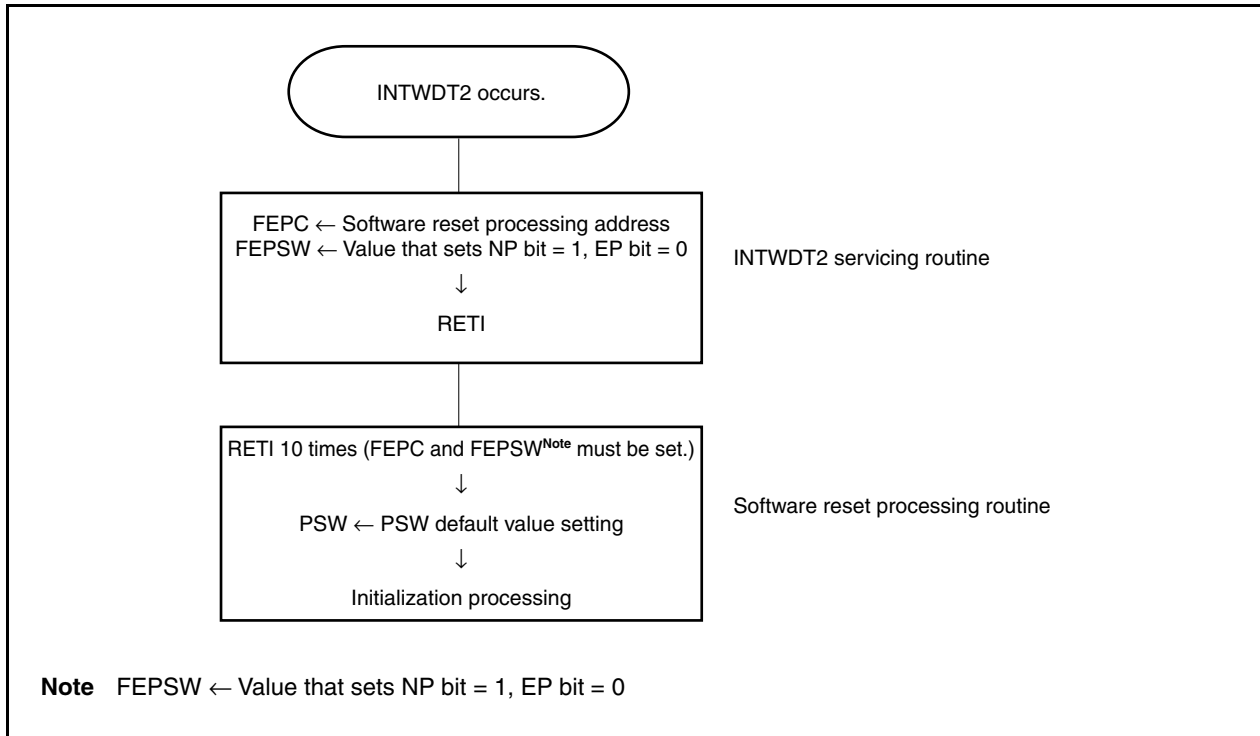 INTWDT2 occurs.
FEPC ← Software reset processing address
FEPSW ← Value that sets NP bit = 1, EP bit = 0
↓
RETI
INTWDT2 servicing routine
RETI 10 times (FEPC and FEPSWNote must be set.)
↓
PSW ← PSW default value setting
↓
Initialization processing
Software reset processing routine
Note FEPSW ← Value that sets NP bit = 1, EP bit = 0